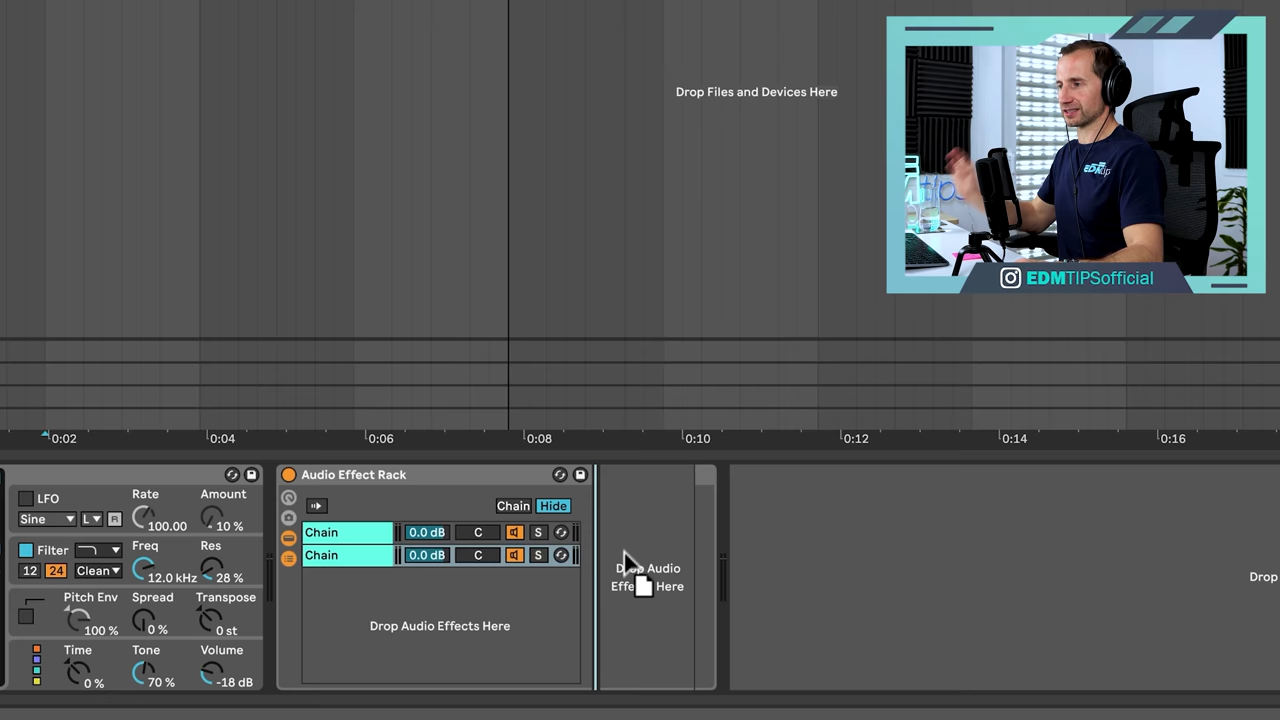 Drop Files and Devices Here
EDMtip
EDMTIPSofficial
0:02 0:04 0:06 0:08 0:10 0:12 0:14 0:16
LFO Rate Amount
Sine L R 100.00 10 %
Filter Freq Res
12 24 Clean 12.0 kHz 28 %
Pitch Env Spread Transpose
100 % 0 % 0 st
Time Tone Volume
0 % 70 % -18 dB
Audio Effect Rack
Chain Hide
Chain 0.0 dB C S
Chain 0.0 dB C S
Drop Audio Effects Here
Audio
Here
Drop